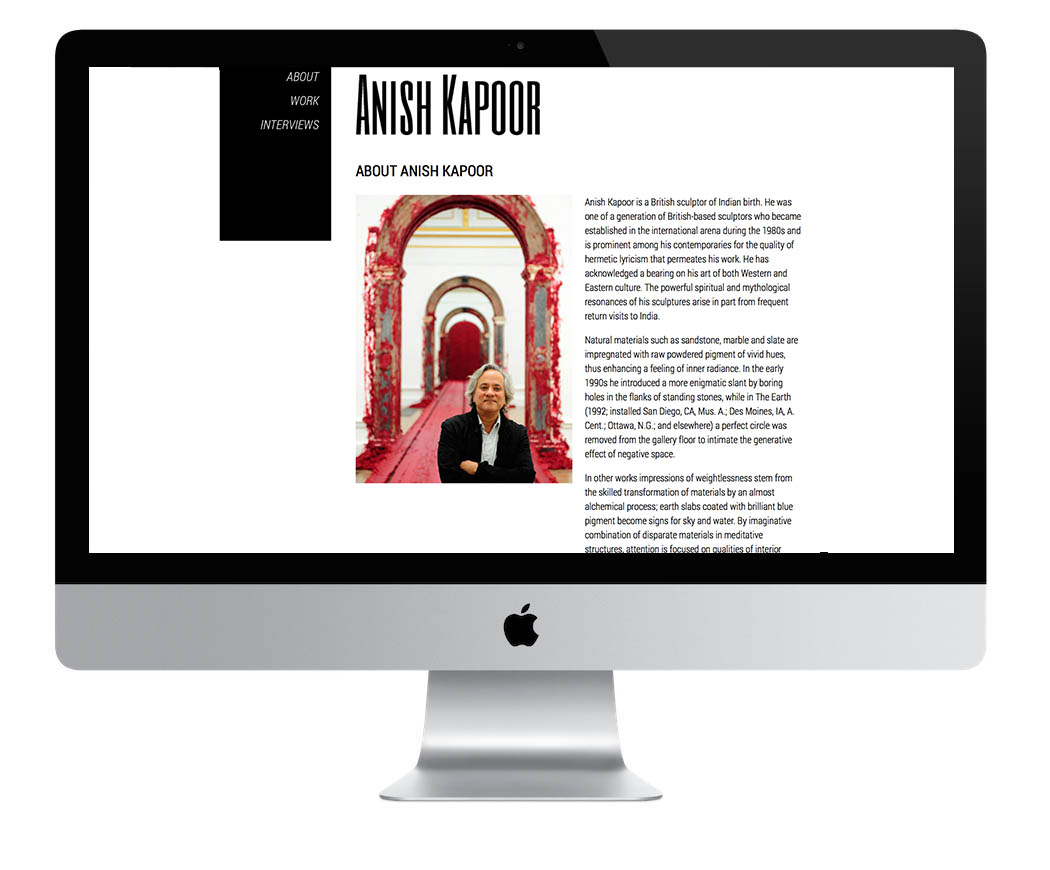 ABOUT
WORK
INTERVIEWS
ANISH KAPOOR
ABOUT ANISH KAPOOR
Anish Kapoor is a British sculptor of Indian birth. He was
one of a generation of British-based sculptors who became
established in the international arena during the 1980s and
is prominent among his contemporaries for the quality of
hermetic lyricism that permeates his work. He has
acknowledged a bearing on his art of both Western and
Eastern culture. The powerful spiritual and mythological
resonances of his sculptures arise in part from frequent
return visits to India.
Natural materials such as sandstone, marble and slate are
impregnated with raw powdered pigment of vivid hues,
thus enhancing a feeling of inner radiance. In the early
1990s he introduced a more enigmatic slant by boring
holes in the flanks of standing stones, while in The Earth
(1992; installed San Diego, CA, Mus. A.; Des Moines, IA, A.
Cent.; Ottawa, N.G.; and elsewhere) a perfect circle was
removed from the gallery floor to intimate the generative
effect of negative space.
In other works impressions of weightlessness stem from
the skilled transformation of materials by an almost
alchemical process; earth slabs coated with brilliant blue
pigment become signs for sky and water. By imaginative
combination of disparate materials in meditative
structures, attention is focused on qualities of interior